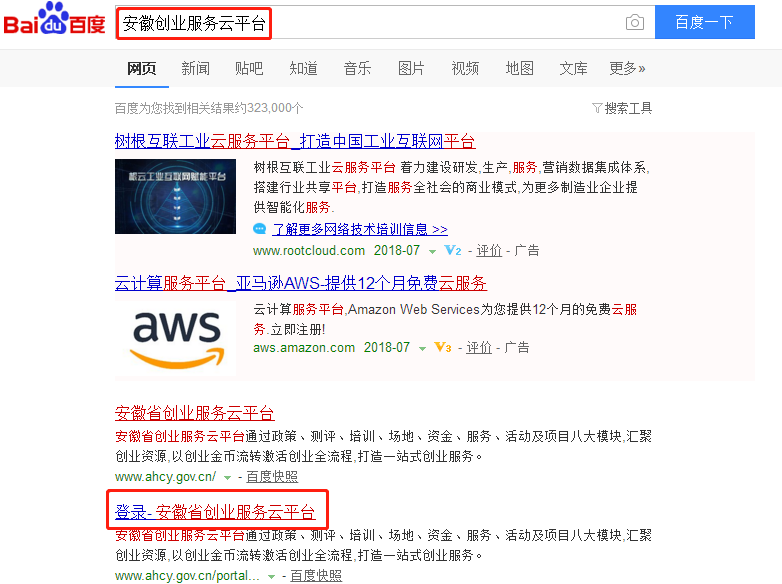 Bai du 百度 安徽创业服务云平台 百度一下
网页 新闻 贴吧 知道 音乐 图片 视频 地图 文库 更多»
百度为您找到相关结果约323,000个 搜索工具
树根互联工业云服务平台_打造中国工业互联网平台
根云工业互联网赋能平台
树根互联工业云服务平台 着力建设研发,生产,服务,营销数据集成体系,
搭建行业共享平台,打造服务全社会的商业模式,为更多制造业企业提
供智能化服务.
了解更多网络技术培训信息 >>
www.rootcloud.com 2018-07 V2 - 评价 - 广告
云计算服务平台_亚马逊AWS-提供12个月免费云服务
aws
云计算服务平台,Amazon Web Services为您提供12个月的免费云服
务.立即注册!
aws.amazon.com 2018-07 V3 - 评价 - 广告
安徽省创业服务云平台
安徽省创业服务云平台通过政策、测评、培训、场地、资金、服务、活动及项目八大模块,汇聚
创业资源,以创业金币流转激活创业全流程,打造一站式创业服务。
www.ahcy.gov.cn/ - 百度快照
登录- 安徽省创业服务云平台
安徽省创业服务云平台通过政策、测评、培训、场地、资金、服务、活动及项目八大模块,汇聚
创业资源,以创业金币流转激活创业全流程,打造一站式创业服务。
www.ahcy.gov.cn/portal... - 百度快照